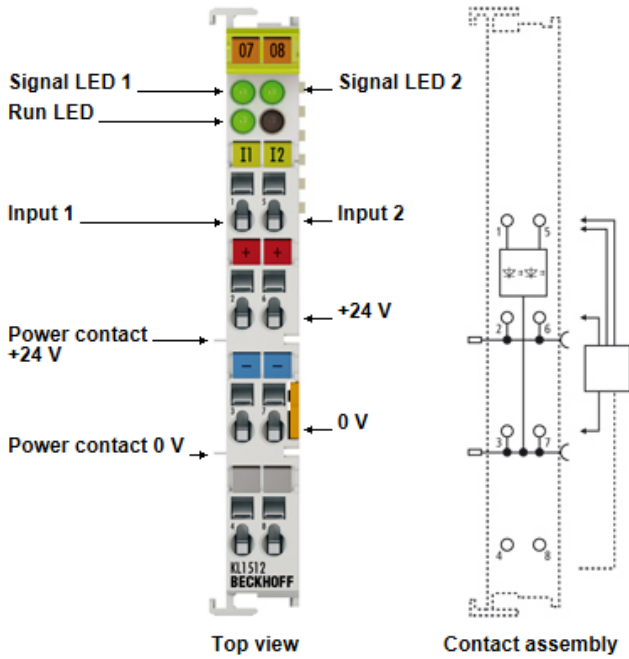 07 08
Signal LED 1
Signal LED 2
Run LED
I1 I2
1 5
Input 1
Input 2
1 5
+ +
2 6
+24 V
2 6
Power contact
+24 V
- -
3 7
0 V
3 7
Power contact 0 V
4 8
4 8
KL1512
BECKHOFF
Top view
Contact assembly